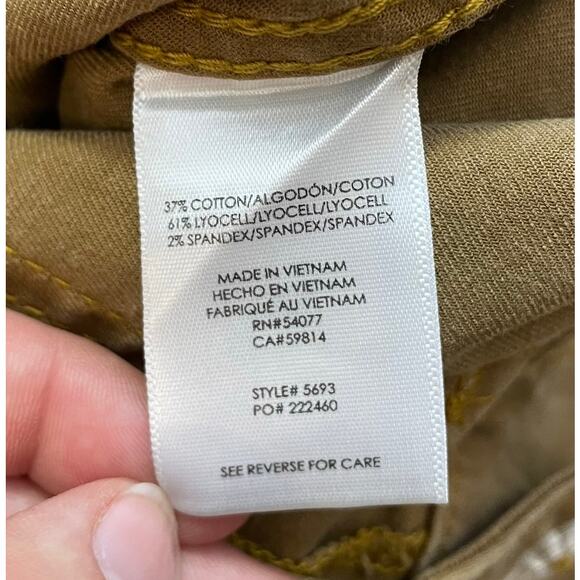 37% COTTON/ALGODÓN/COTON
61% LYOCELL/LYOCELL/LYOCELL
2% SPANDEX/SPANDEX/SPANDEX
MADE IN VIETNAM
HECHO EN VIETNAM
FABRIQUÉ AU VIETNAM
RN#54077
CA#59814
STYLE# 5693
PO# 222460
SEE REVERSE FOR CARE